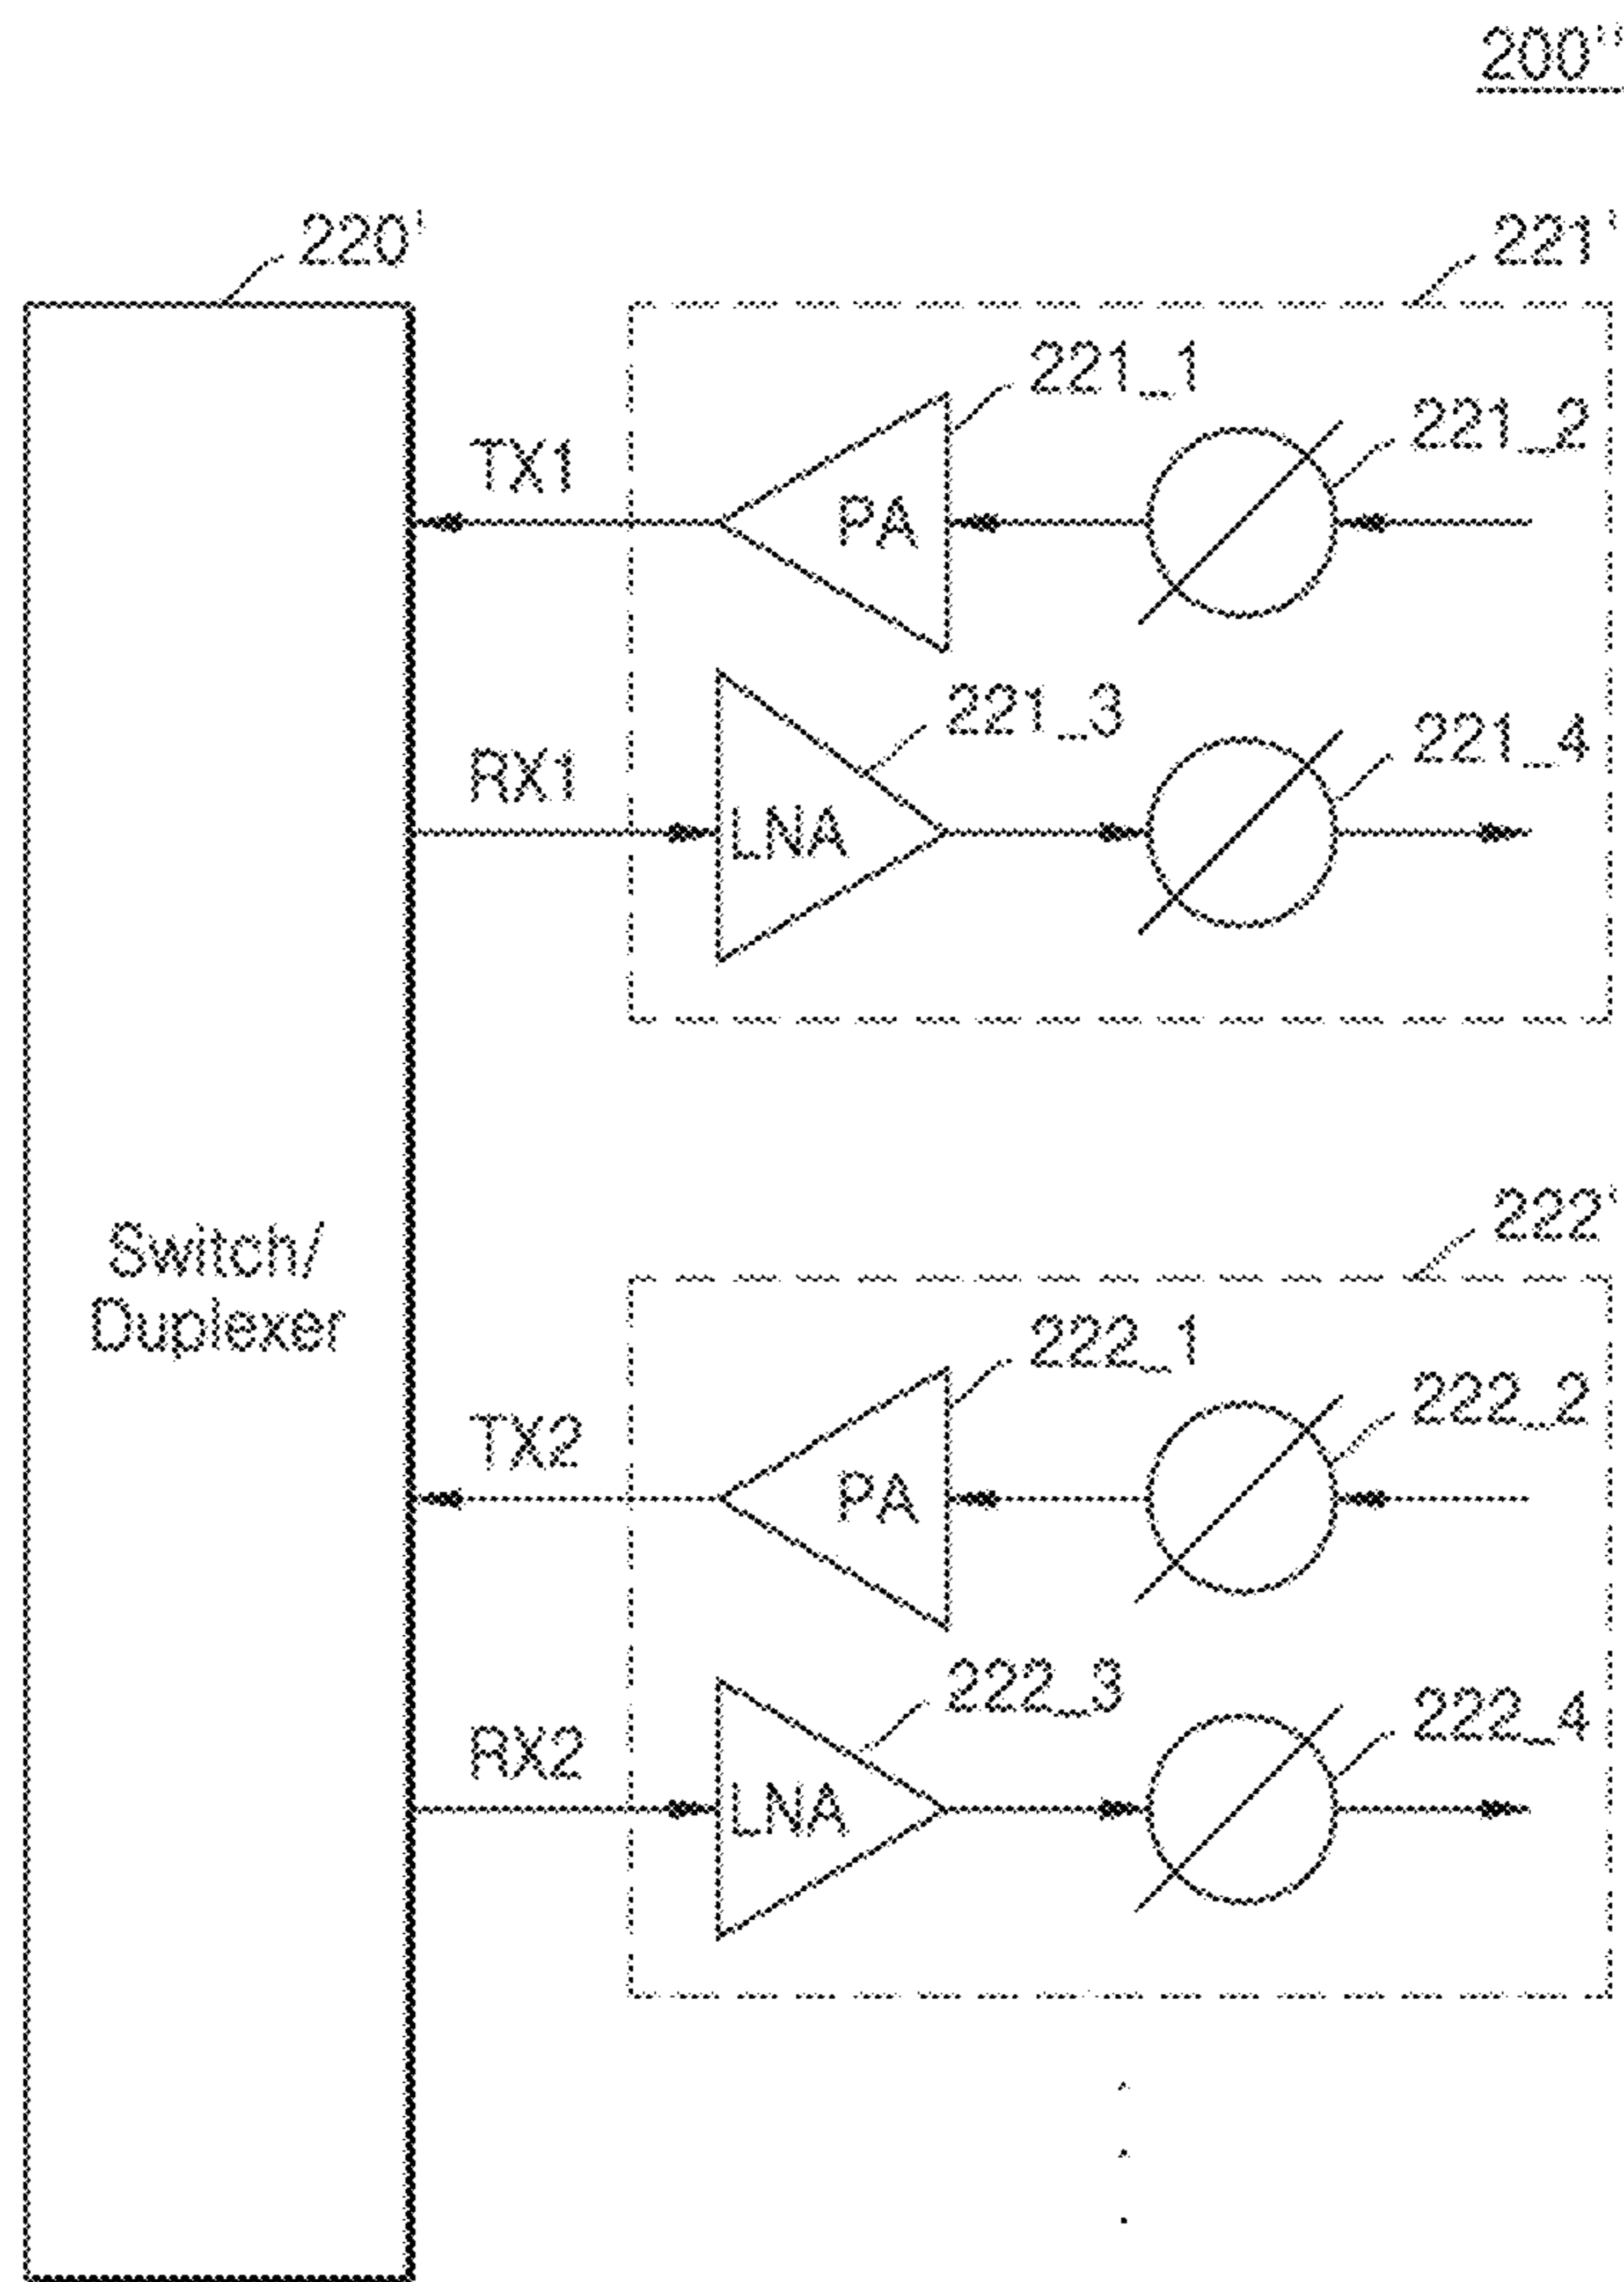 200"
220'
221'
221_1
221_2
TX1
PA
221_3
221_4
RX1
LNA
Switch/
Duplexer
222'
222_1
222_2
TX2
PA
222_3
222_4
RX2
LNA